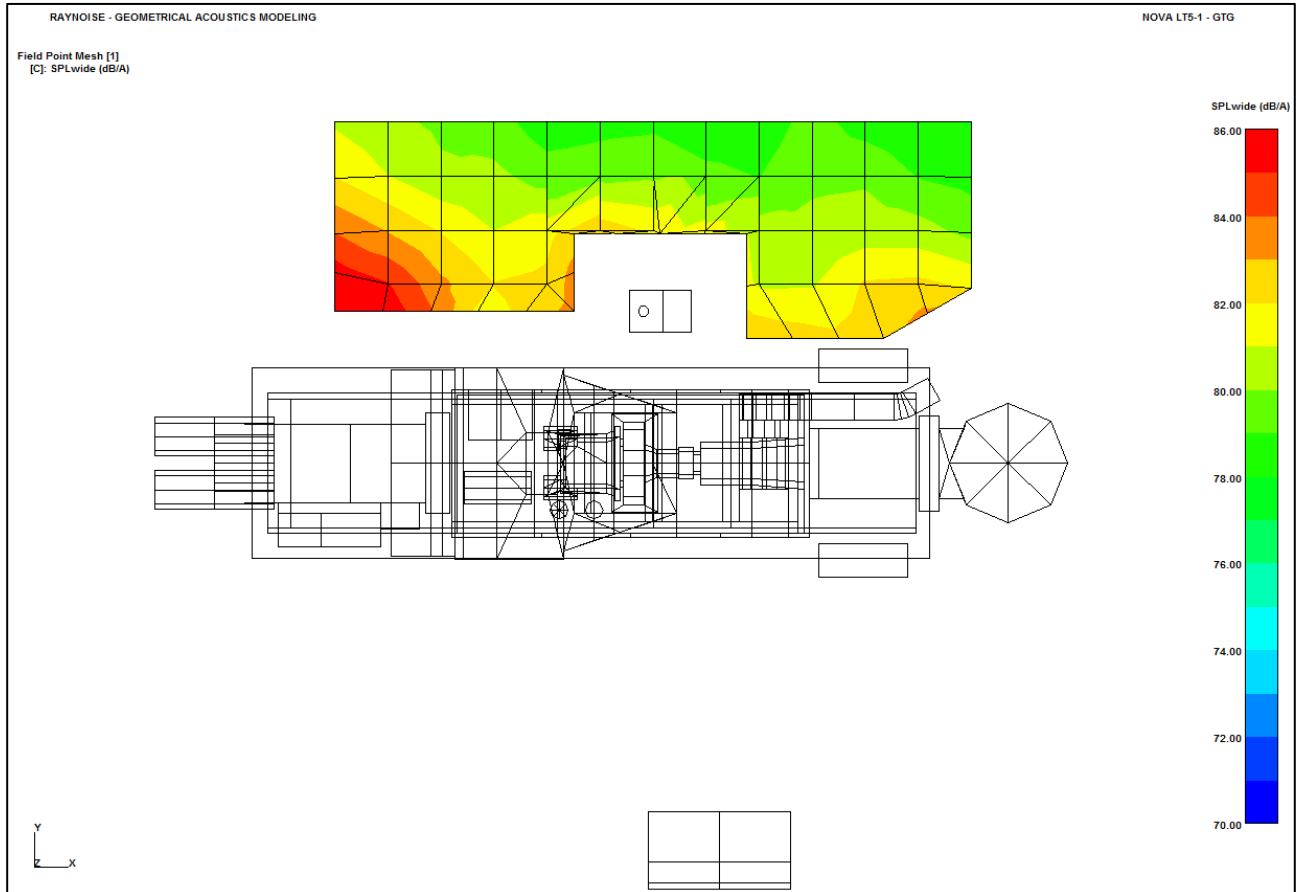 RAYNOISE - GEOMETRICAL ACOUSTICS MODELING
NOVA LT5-1 - GTG
Field Point Mesh [1]
[C]: SPLwide (dB/A)
SPLwide (dB/A)
86.00
84.00
82.00
80.00
78.00
76.00
74.00
72.00
70.00
Y
Z
X